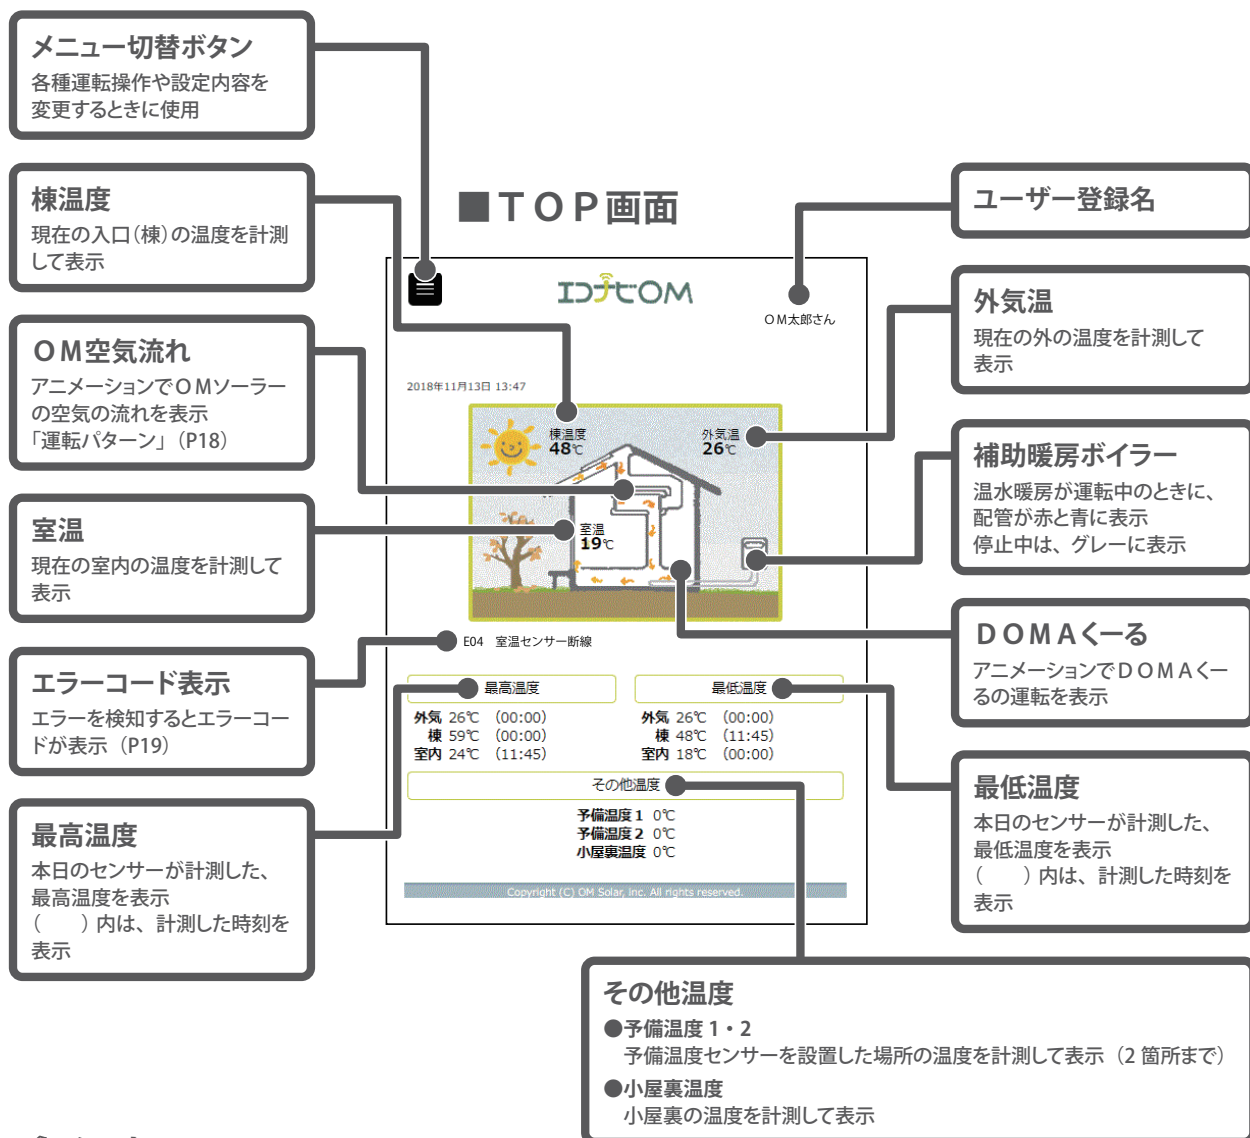 メニュー切替ボタン
各種運転操作や設定内容を
変更するときに使用
棟温度
現在の入口（棟）の温度を計測
して表示
ＯＭ空気流れ
アニメーションでＯＭソーラー
の空気の流れを表示
「運転パターン」（P18）
室温
現在の室内の温度を計測して
表示
エラーコード表示
エラーを検知するとエラーコー
ドが表示（P19）
最高温度
本日のセンサーが計測した、
最高温度を表示
（　　）内は、計測した時刻を
表示
■ＴＯＰ画面
エコナビOM
ＯＭ太郎さん
2018年11月13日 13:47
棟温度
48℃
外気温
26℃
室温
19℃
E04　室温センサー断線
最高温度
外気 26℃ （00:00）
棟 59℃ （00:00）
室内 24℃ （11:45）
最低温度
外気 26℃ （00:00）
棟 48℃ （11:45）
室内 18℃ （00:00）
その他温度
予備温度１ 0℃
予備温度２ 0℃
小屋裏温度 0℃
Copyright (C) OM Solar, Inc. All rights reserved.
ユーザー登録名
外気温
現在の外の温度を計測して
表示
補助暖房ボイラー
温水暖房が運転中のときに、
配管が赤と青に表示
停止中は、グレーに表示
ＤＯＭＡくーる
アニメーションでＤＯＭＡくー
るの運転を表示
最低温度
本日のセンサーが計測した、
最低温度を表示
（　　）内は、計測した時刻を
表示
その他温度
●予備温度 1・2
予備温度センサーを設置した場所の温度を計測して表示（2 箇所まで）
●小屋裏温度
小屋裏の温度を計測して表示